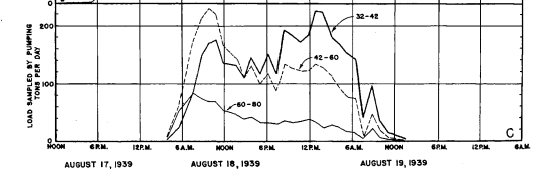 0
200
100
0
LOAD SAMPLED BY PUMPING
TONS PER DAY
32-42
42-60
60-80
C
NOON 6 P.M. 12 P.M. 6 A.M. NOON 6 P.M. 12 P.M. 6 A.M. NOON 6 P.M. 12 P.M. 6 A.M.
AUGUST 17, 1939 AUGUST 18, 1939 AUGUST 19, 1939